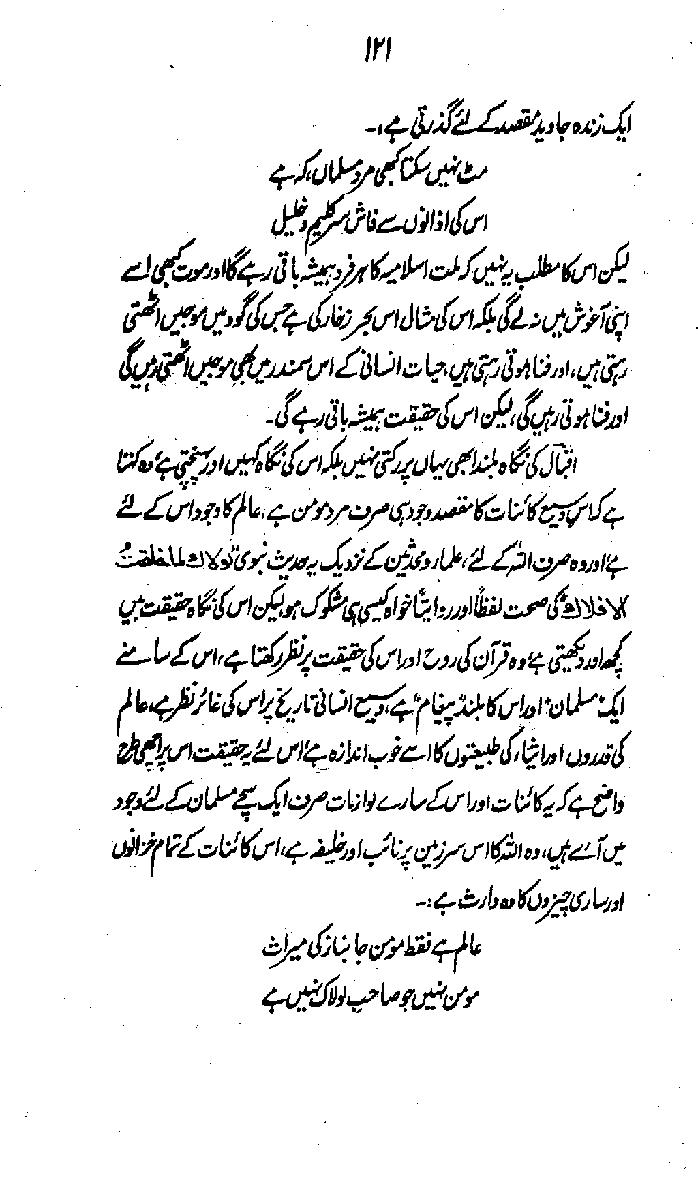 ۱۲۱
ایک زندہ جاوید مقصد کے لئے گذرتی ہے:۔
مٹ نہیں سکتا کبھی مرد مسلماں، کہ ہے
اس کی اذانوں سے فاش سرِ کلیم و خلیل
لیکن اس کا مطلب یہ نہیں کہ ملت اسلامیہ کا ہر فرد ہمیشہ باقی رہے گا اور موت کبھی اسے
اپنی آغوش میں نہ لے گی بلکہ اس کی مثال اس بحر زخار کی ہے جس کی گود میں موجیں اٹھتی
رہتی ہیں، اور فنا ہوتی رہتی ہیں، حیات انسانی کے اس سمندر میں بھی موجیں اٹھتی رہیں گی
اور فنا ہوتی رہیں گی، لیکن اس کی حقیقت ہمیشہ باقی رہے گی۔
اقبالؔ کی نگاہ بلند ابھی یہاں پر رکتی نہیں بلکہ اس کی نگاہ کہیں اور پہنچتی ہے، وہ کہتا
ہے کہ اس وسیع کائنات کا مقصد وجود ہی صرف مرد مومن ہے، عالم کا وجود اس کے لئے
ہے اور وہ صرف اللہ کے لئے، علماء و محدثین کے نزدیک یہ حدیث نبوی "لولاک لما خلقت
الافلاک" کی صحت لفظاً اور روایتاً خواہ کیسی ہی مشکوک ہو لیکن اس کی نگاہ حقیقت میں
کچھ اور دیکھتی ہے، وہ قرآن کی روح اور اس کی حقیقت پر نظر رکھتا ہے، اس کے سامنے
ایک "مسلمان" اور اس کا بلند "پیغام" ہے، وسیع انسانی تاریخ پر اس کی غائر نظر ہے، عالم
کی قدروں اور اشیاء کی طبیعتوں کا اسے خوب اندازہ ہے، اس لئے یہ حقیقت اس پر اچھی طرح
واضح ہے کہ یہ کائنات اور اس کے سارے لوازمات صرف ایک سچے مسلمان کے لئے وجود
میں آئے ہیں، وہ اللہ کا اس سرزمین پر نائب اور خلیفہ ہے، اس کائنات کے تمام خزانوں
اور ساری چیزوں کا وہ وارث ہے:۔
عالم ہے فقط مومن جانباز کی میراث
مومن نہیں جو صاحبِ لولاک نہیں ہے